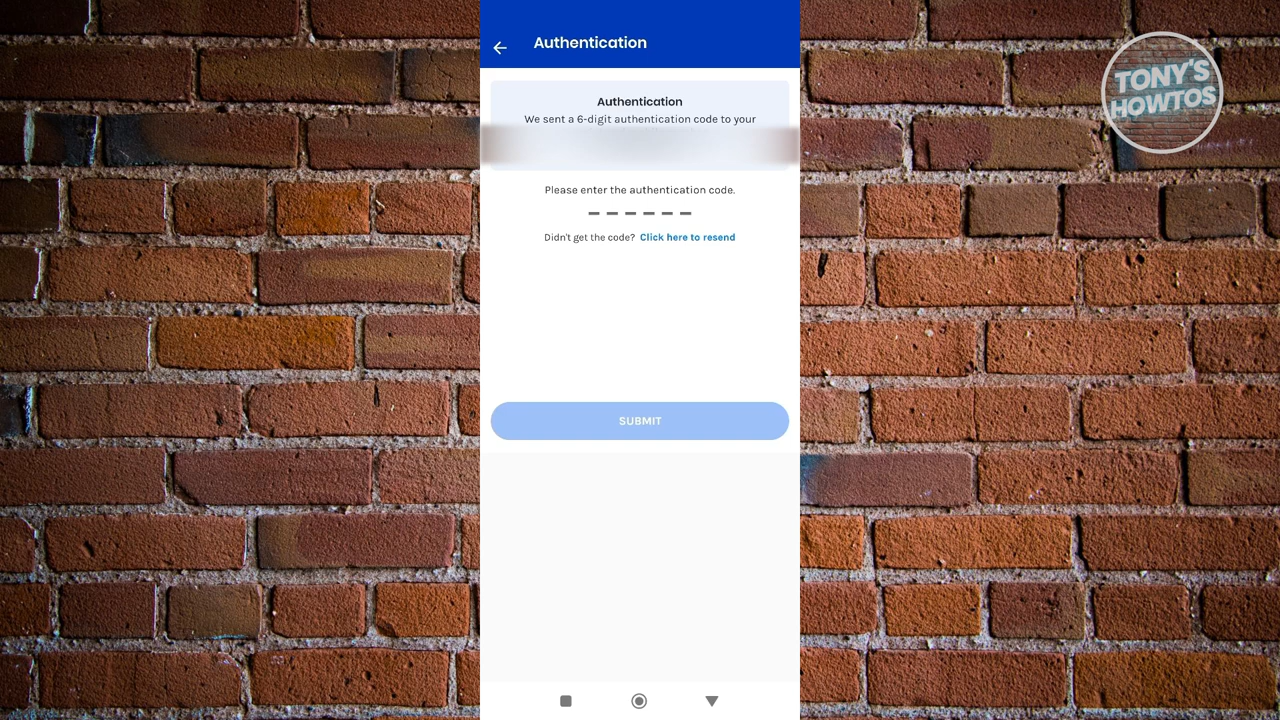 Authentication
TONY'S
HOWTOS
Authentication
We sent a 6-digit authentication code to your
Please enter the authentication code.
Didn't get the code? Click here to resend
SUBMIT